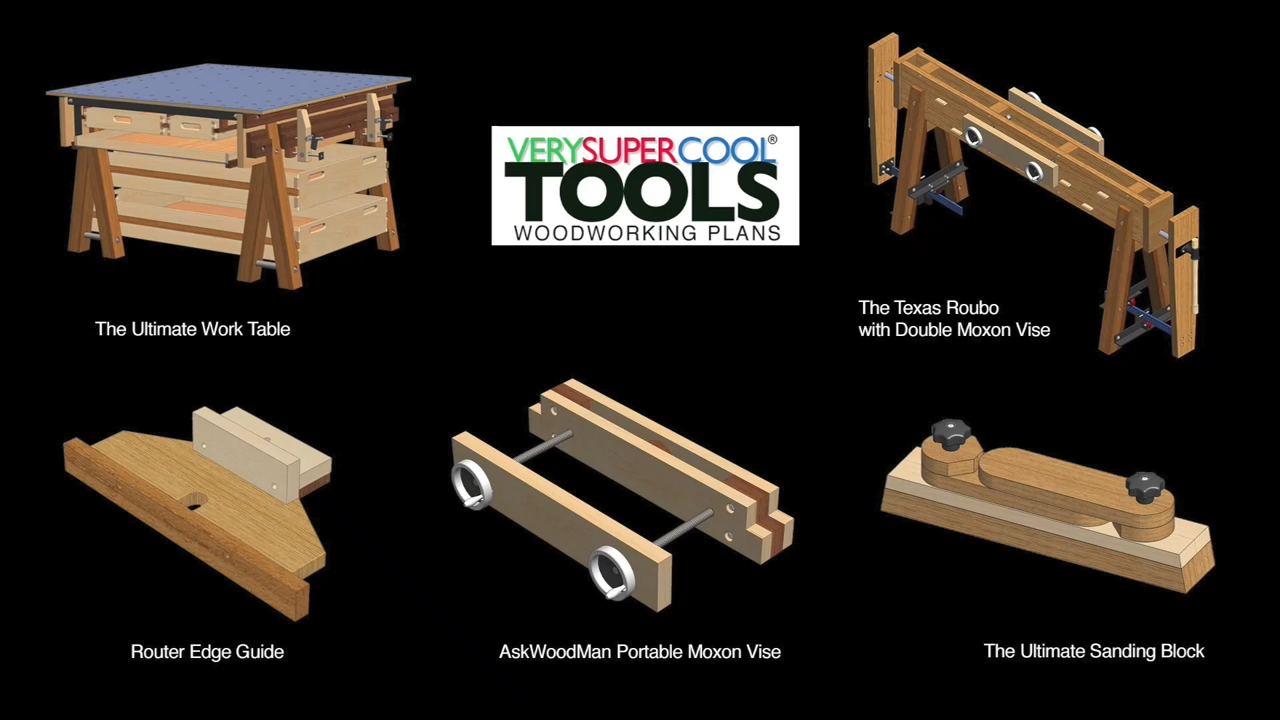 VERYSUPERCOOL®
TOOLS
WOODWORKING PLANS
The Ultimate Work Table
The Texas Roubo
with Double Moxon Vise
Router Edge Guide
AskWoodMan Portable Moxon Vise
The Ultimate Sanding Block